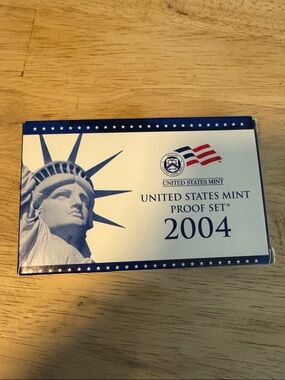 UNITED STATES MINT
UNITED STATES MINT
PROOF SET®
2004